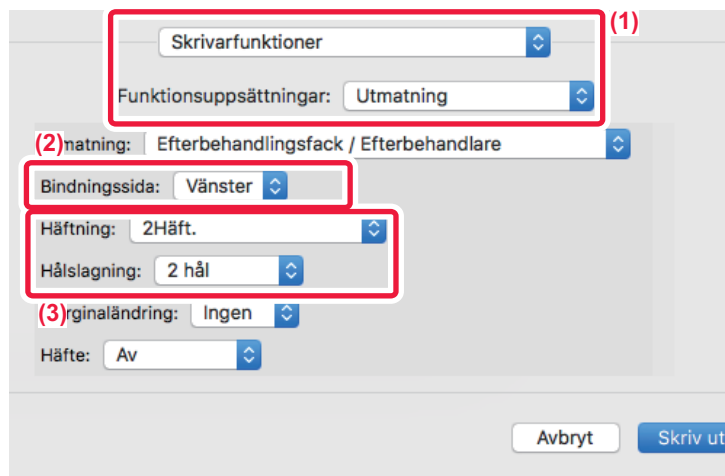 (1)
Skrivarfunktioner
Funktionsuppsättningar: Utmatning
(2)matning: Efterbehandlingsfack / Efterbehandlare
Bindningssida: Vänster
Häftning: 2Häft.
Hålslagning: 2 hål
(3)rginaländring: Ingen
Häfte: Av
Avbryt Skriv ut